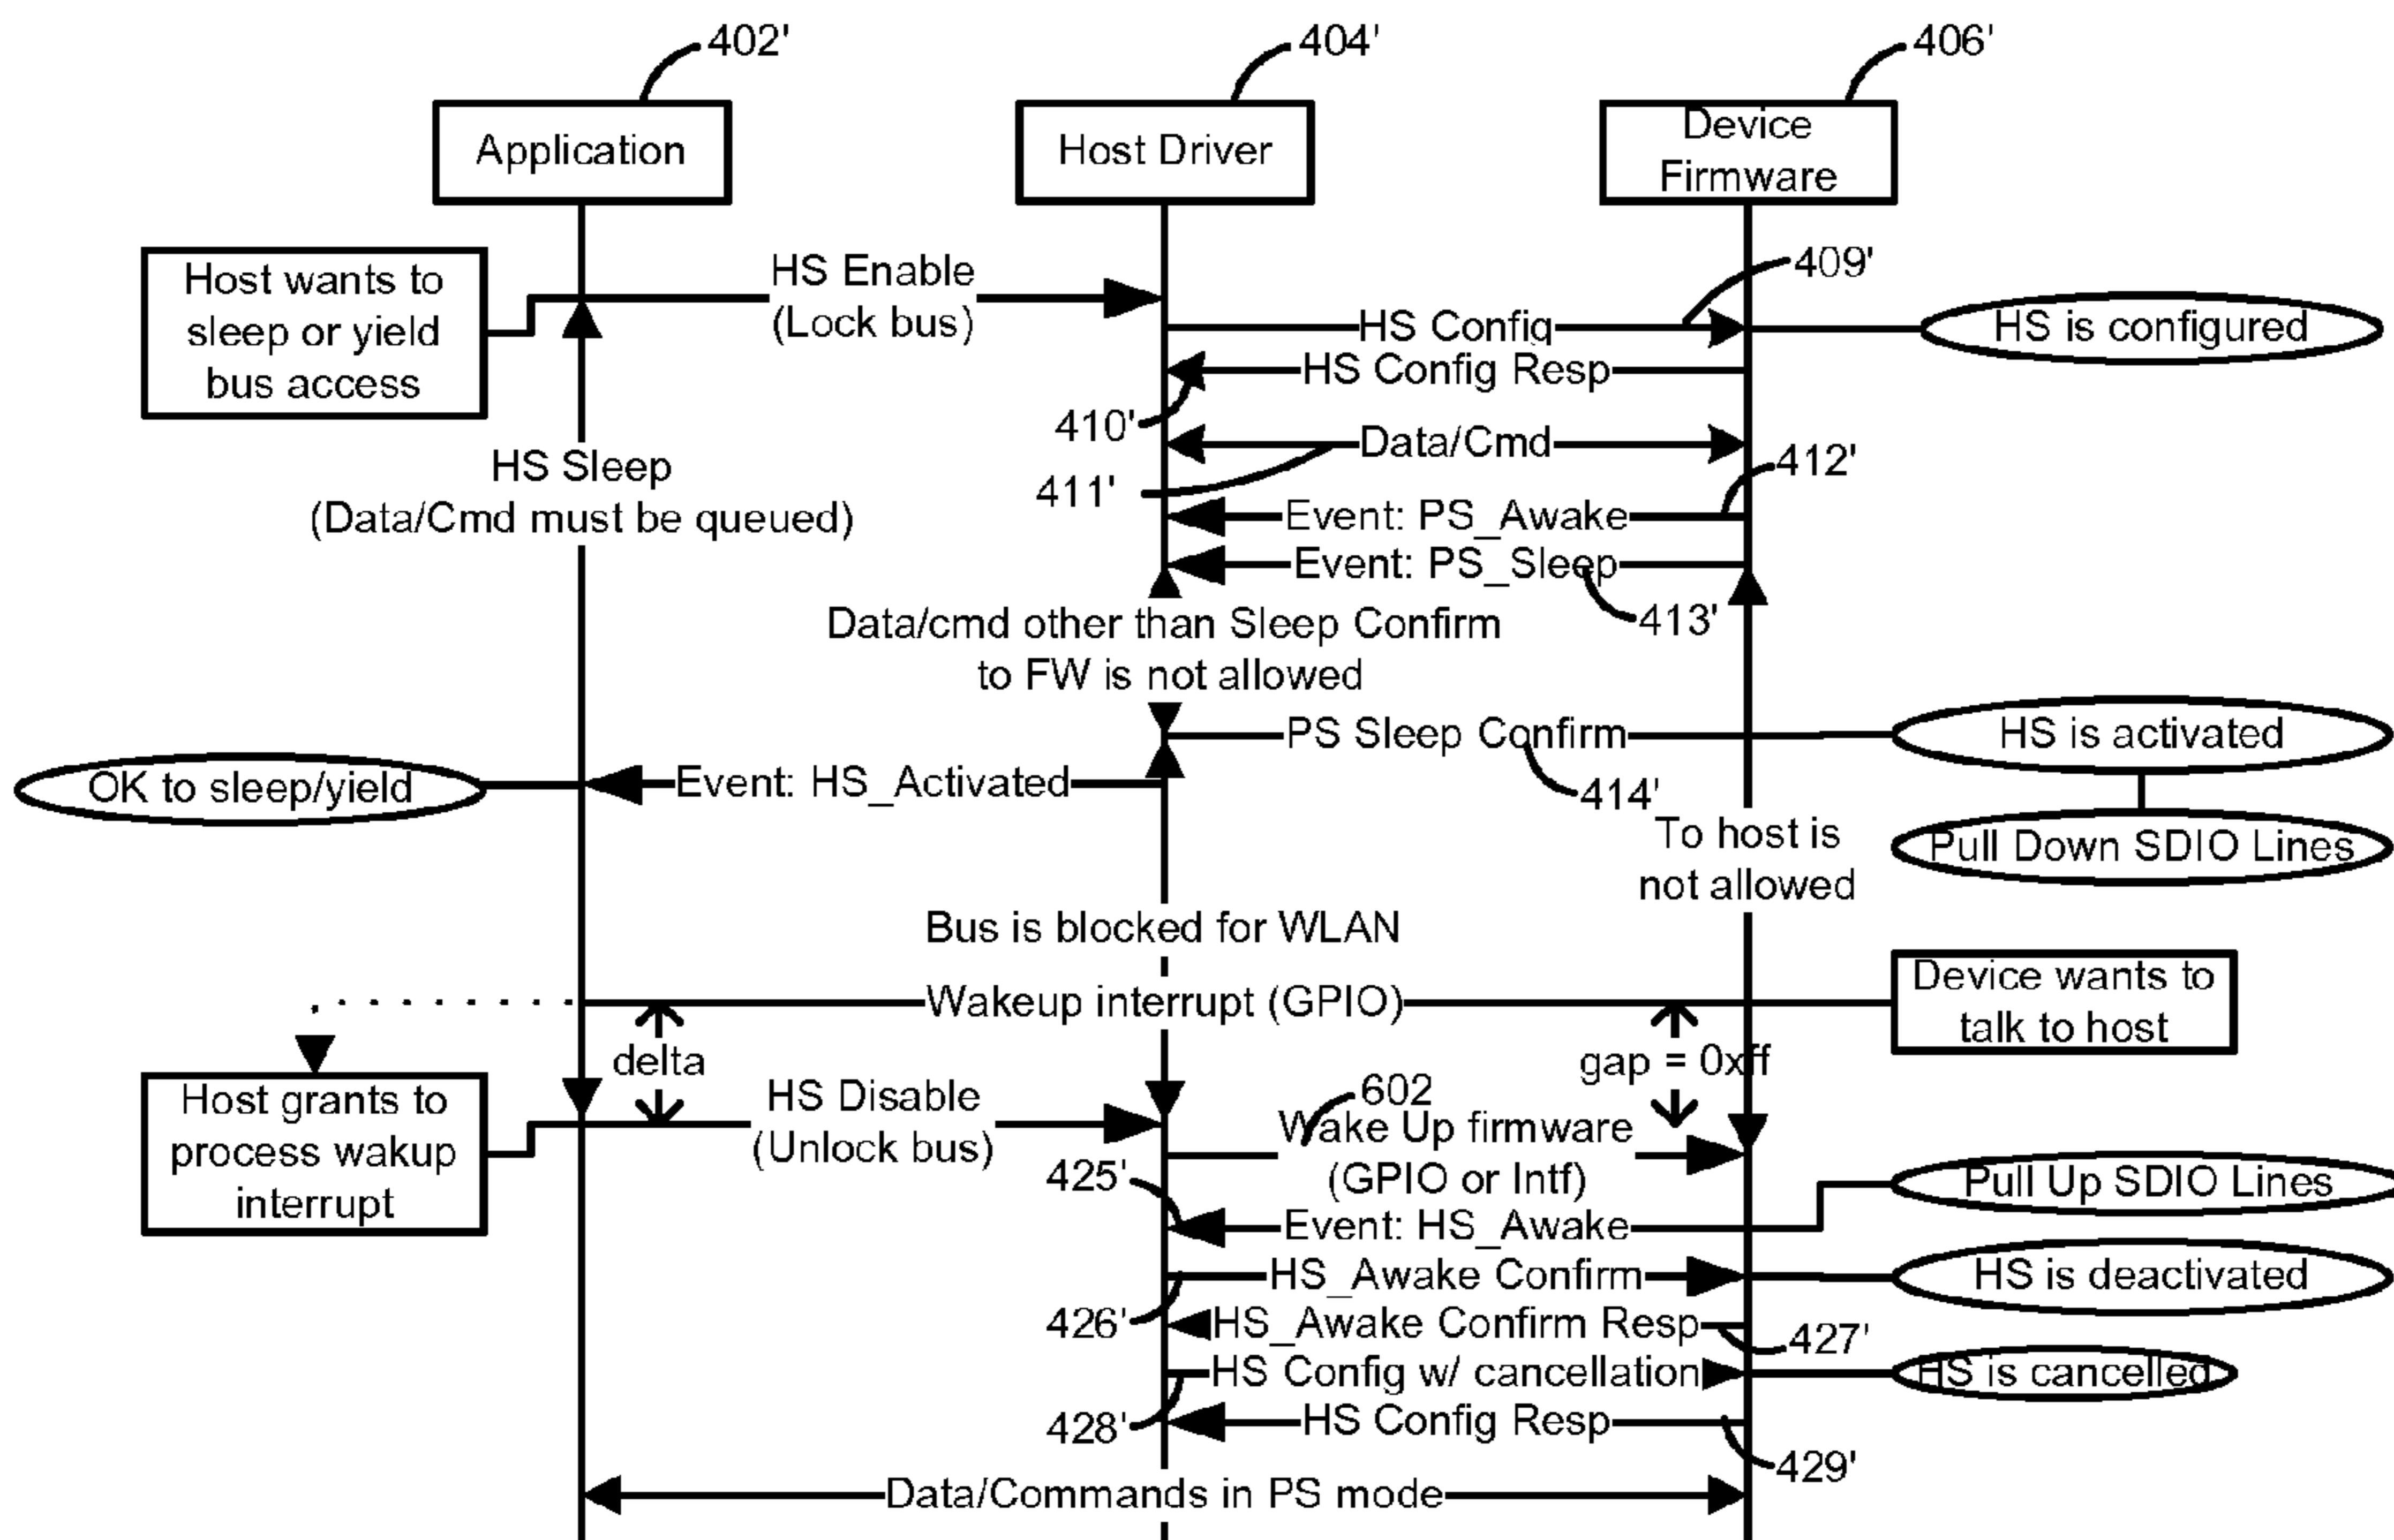 402'
404'
406'
Application
Host Driver
Device
Firmware
Host wants to
sleep or yield
bus access
HS Enable
(Lock bus)
409'
HS Config
HS is configured
HS Config Resp
410'
Data/Cmd
411'
412'
HS Sleep
(Data/Cmd must be queued)
Event: PS_Awake
Event: PS_Sleep
413'
Data/cmd other than Sleep Confirm
to FW is not allowed
PS Sleep Confirm
HS is activated
414'
OK to sleep/yield
Event: HS_Activated
To host is
not allowed
Pull Down SDIO Lines
Bus is blocked for WLAN
Wakeup interrupt (GPIO)
Device wants to
talk to host
delta
gap = 0xff
Host grants to
process wakup
interrupt
HS Disable
(Unlock bus)
602
Wake Up firmware
(GPIO or Intf)
425'
Pull Up SDIO Lines
Event: HS_Awake
HS_Awake Confirm
HS is deactivated
426'
HS_Awake Confirm Resp
427'
HS Config w/ cancellation
HS is cancelled
428'
HS Config Resp
429'
Data/Commands in PS mode